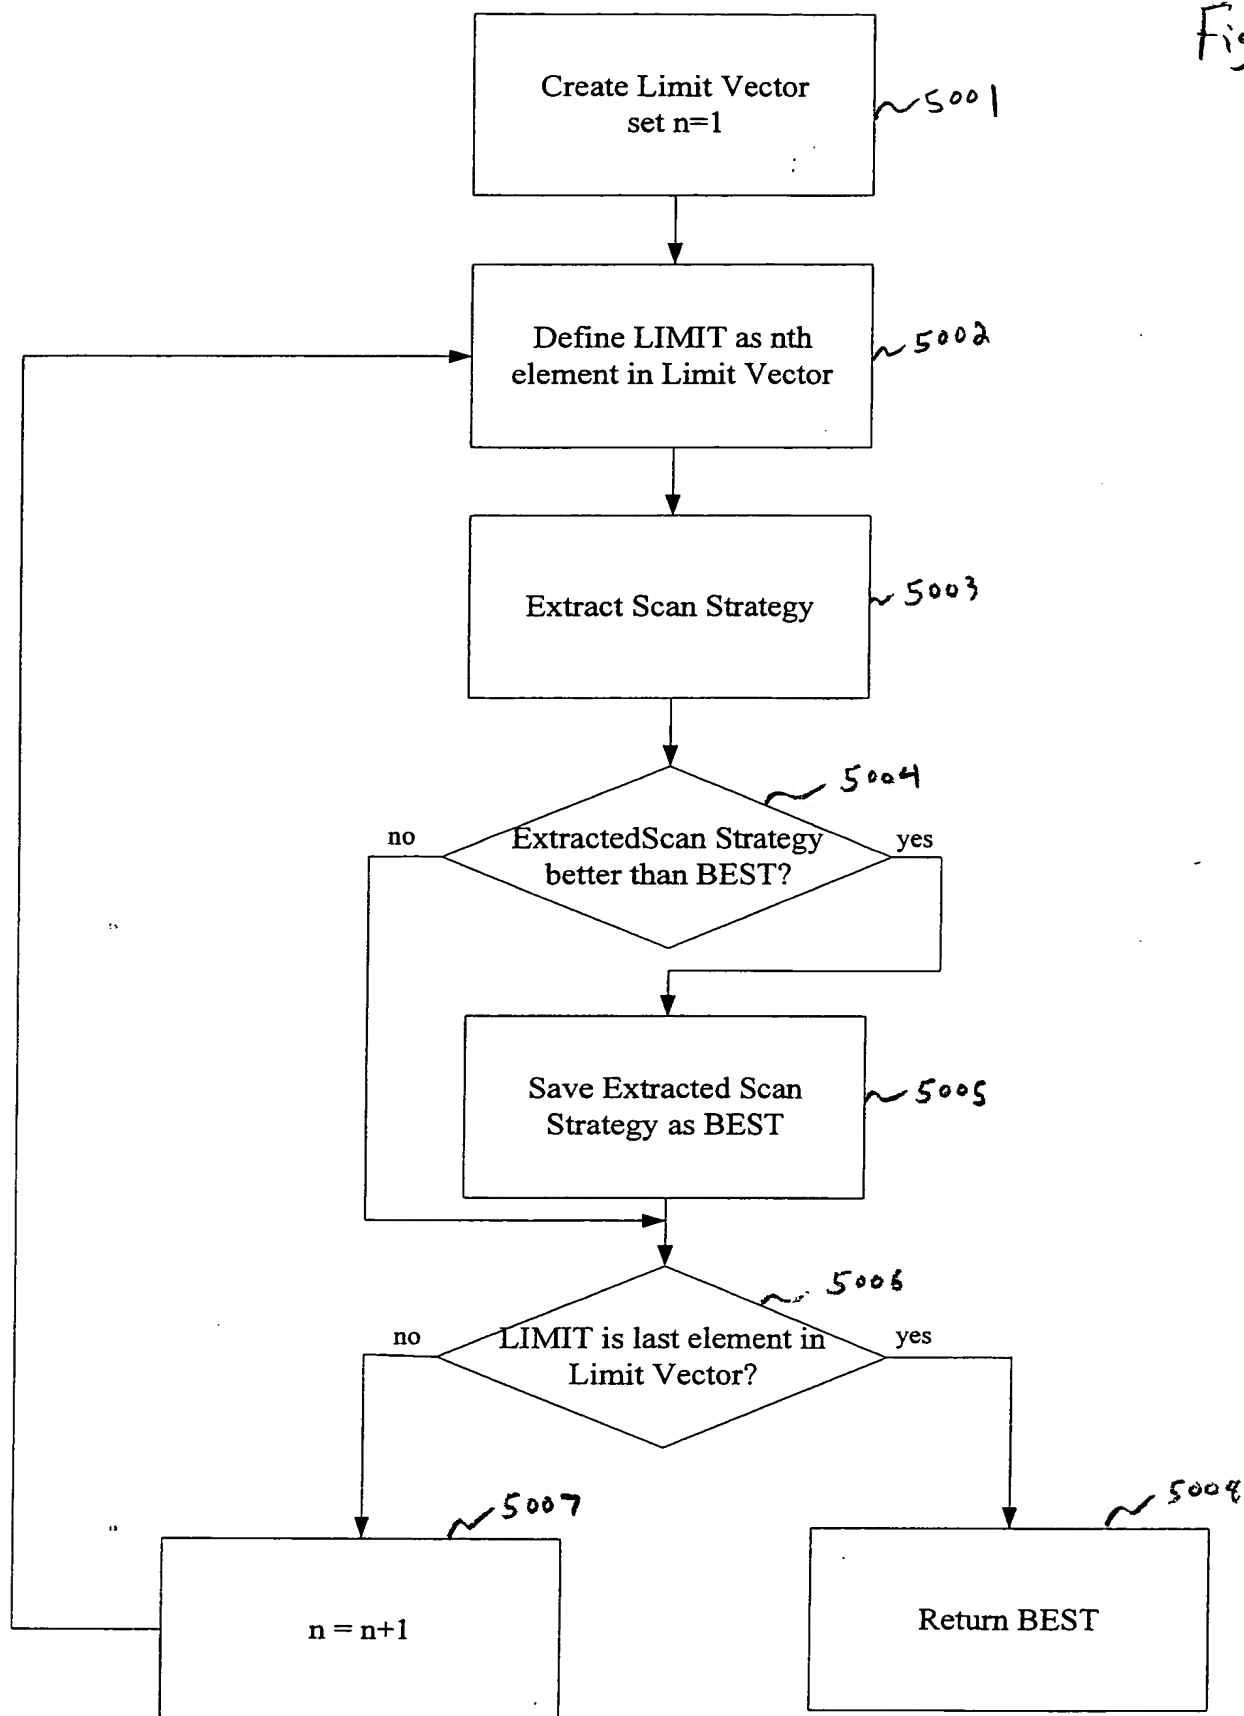 Fig
Create Limit Vector
set n=1
5001
Define LIMIT as nth
element in Limit Vector
5002
Extract Scan Strategy
5003
5004
no
ExtractedScan Strategy
better than BEST?
yes
Save Extracted Scan
Strategy as BEST
5005
5006
no
LIMIT is last element in
Limit Vector?
yes
5007
5008
n = n+1
Return BEST